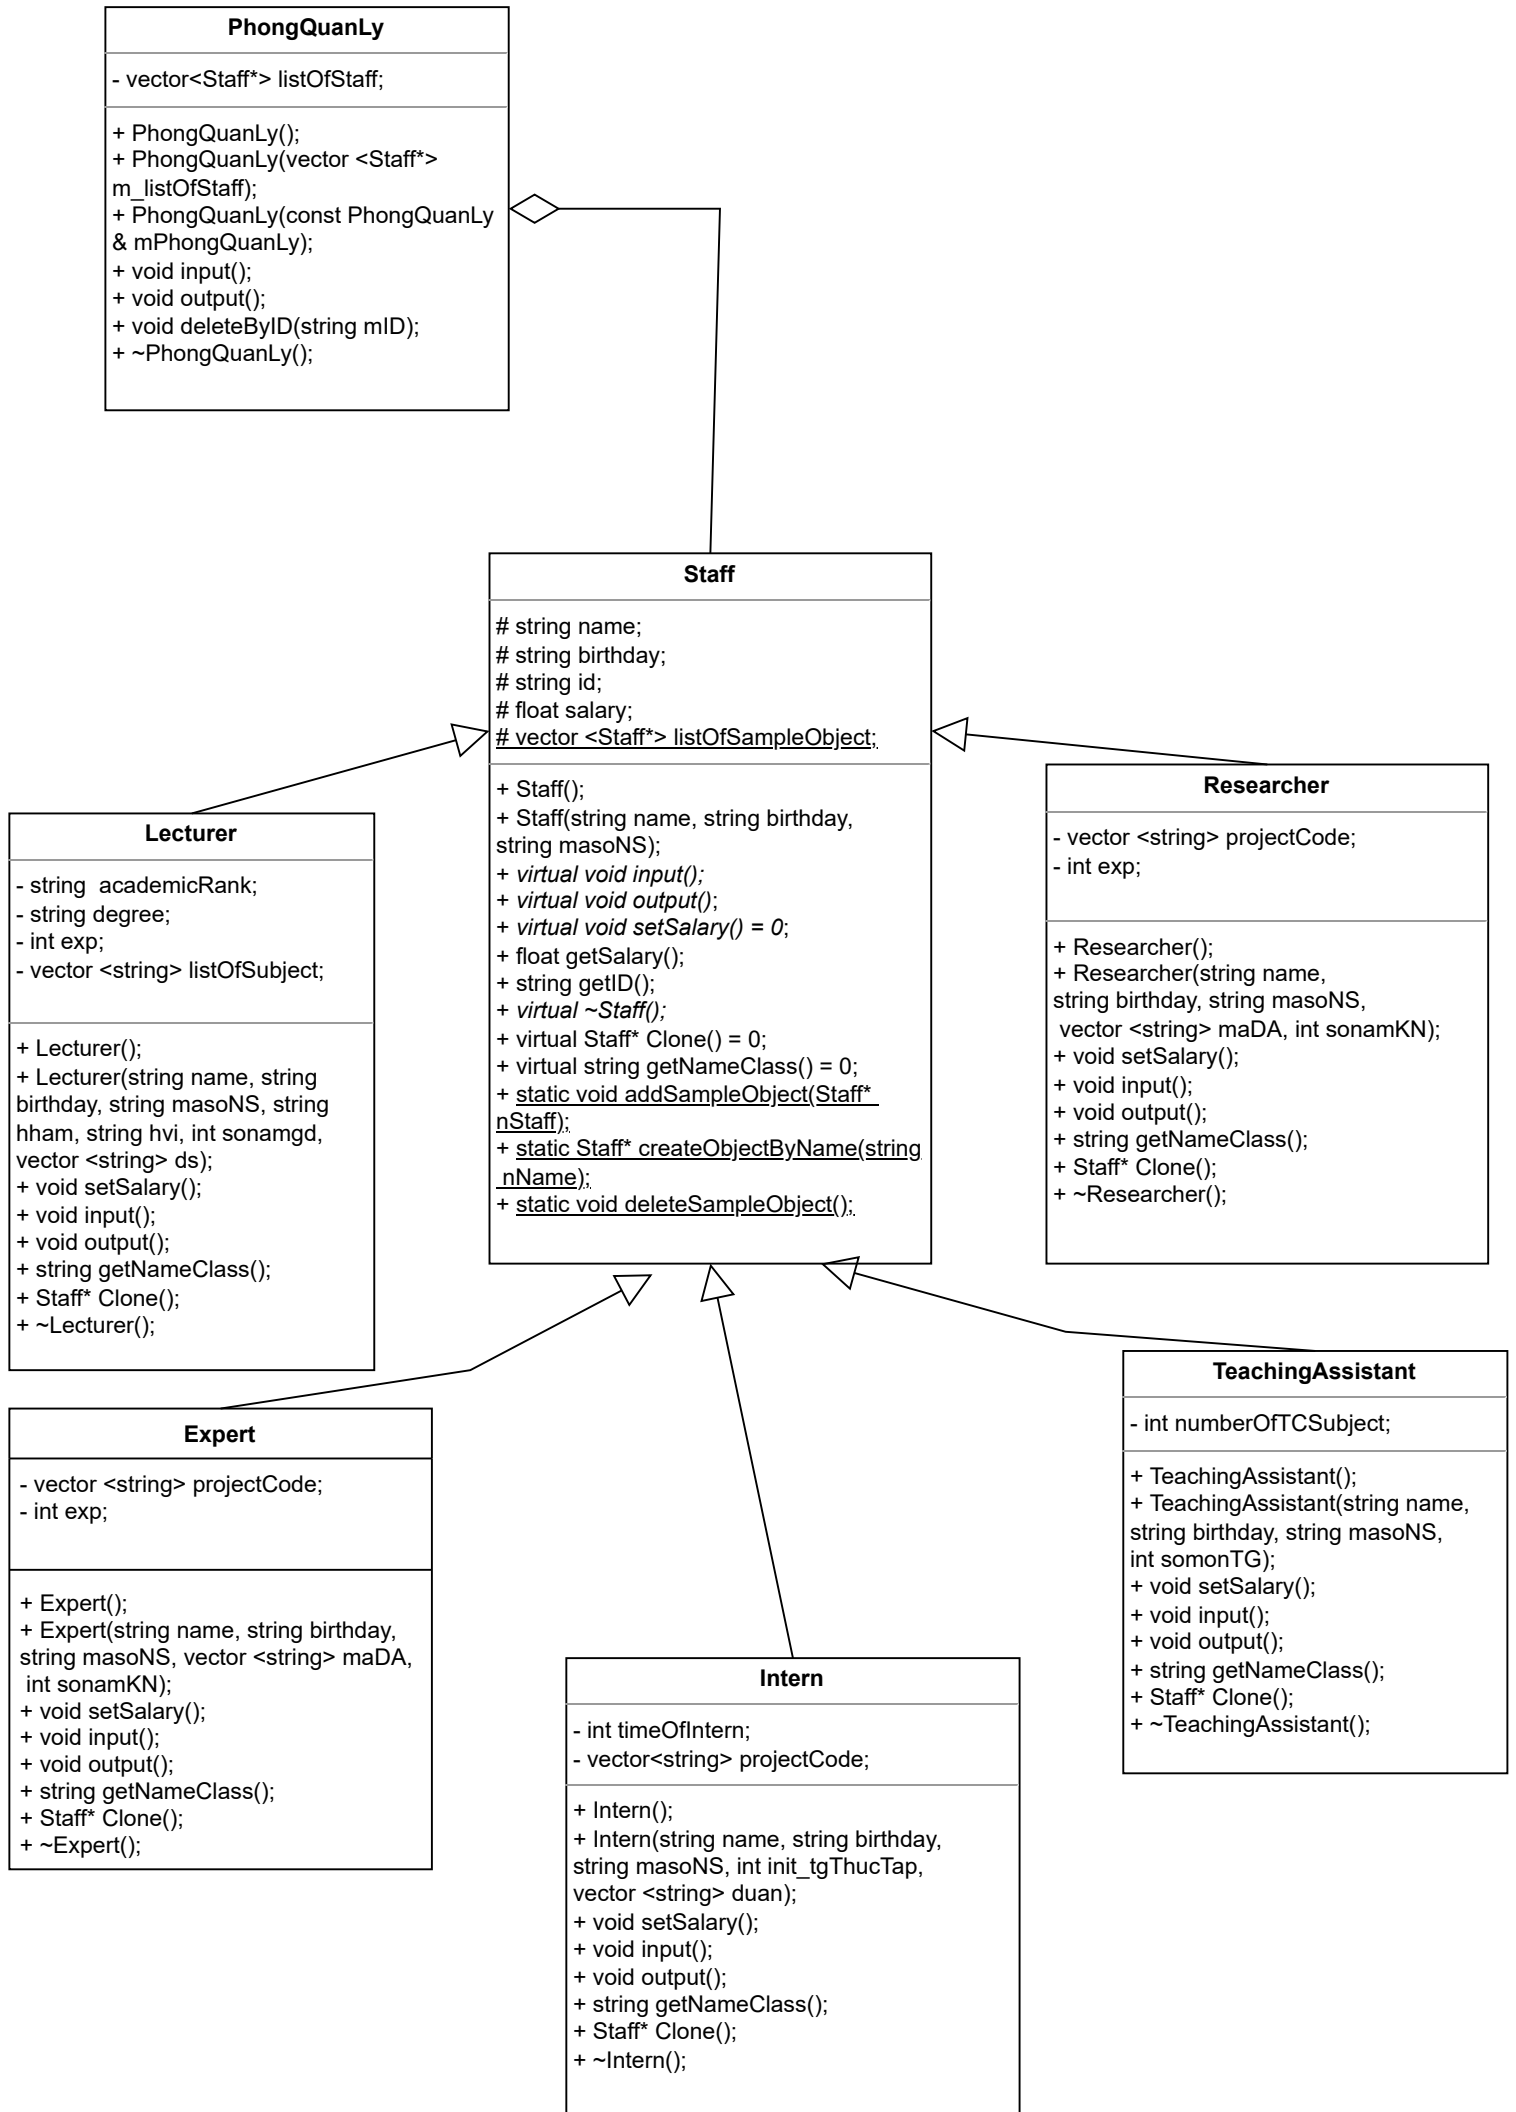 PhongQuanLy
- vector<Staff*> listOfStaff;
+ PhongQuanLy();
+ PhongQuanLy(vector <Staff*>
m_listOfStaff);
+ PhongQuanLy(const PhongQuanLy
& mPhongQuanLy);
+ void input();
+ void output();
+ void deleteByID(string mID);
+ ~PhongQuanLy();
Staff
# string name;
# string birthday;
# string id;
# float salary;
# vector <Staff*> listOfSampleObject;
+ Staff();
+ Staff(string name, string birthday,
string masoNS);
+ virtual void input();
+ virtual void output();
+ virtual void setSalary() = 0;
+ float getSalary();
+ string getID();
+ virtual ~Staff();
+ virtual Staff* Clone() = 0;
+ virtual string getNameClass() = 0;
+ static void addSampleObject(Staff*
nStaff);
+ static Staff* createObjectByName(string
nName);
+ static void deleteSampleObject();
Lecturer
- string  academicRank;
- string degree;
- int exp;
- vector <string> listOfSubject;
+ Lecturer();
+ Lecturer(string name, string
birthday, string masoNS, string
hham, string hvi, int sonamgd,
vector <string> ds);
+ void setSalary();
+ void input();
+ void output();
+ string getNameClass();
+ Staff* Clone();
+ ~Lecturer();
Researcher
- vector <string> projectCode;
- int exp;
+ Researcher();
+ Researcher(string name,
string birthday, string masoNS,
vector <string> maDA, int sonamKN);
+ void setSalary();
+ void input();
+ void output();
+ string getNameClass();
+ Staff* Clone();
+ ~Researcher();
Expert
- vector <string> projectCode;
- int exp;
+ Expert();
+ Expert(string name, string birthday,
string masoNS, vector <string> maDA,
int sonamKN);
+ void setSalary();
+ void input();
+ void output();
+ string getNameClass();
+ Staff* Clone();
+ ~Expert();
Intern
- int timeOfIntern;
- vector<string> projectCode;
+ Intern();
+ Intern(string name, string birthday,
string masoNS, int init_tgThucTap,
vector <string> duan);
+ void setSalary();
+ void input();
+ void output();
+ string getNameClass();
+ Staff* Clone();
+ ~Intern();
TeachingAssistant
- int numberOfTCSubject;
+ TeachingAssistant();
+ TeachingAssistant(string name,
string birthday, string masoNS,
int somonTG);
+ void setSalary();
+ void input();
+ void output();
+ string getNameClass();
+ Staff* Clone();
+ ~TeachingAssistant();